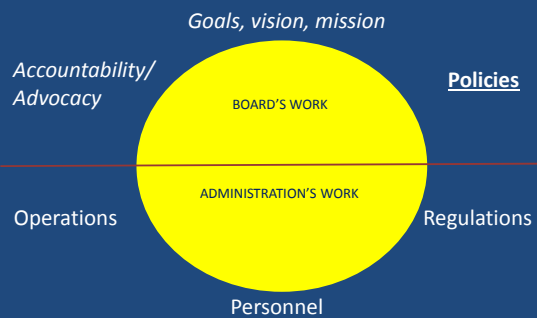 Goals, vision, mission
Accountability/
Advocacy
Policies
BOARD'S WORK
ADMINISTRATION'S WORK
Operations
Regulations
Personnel